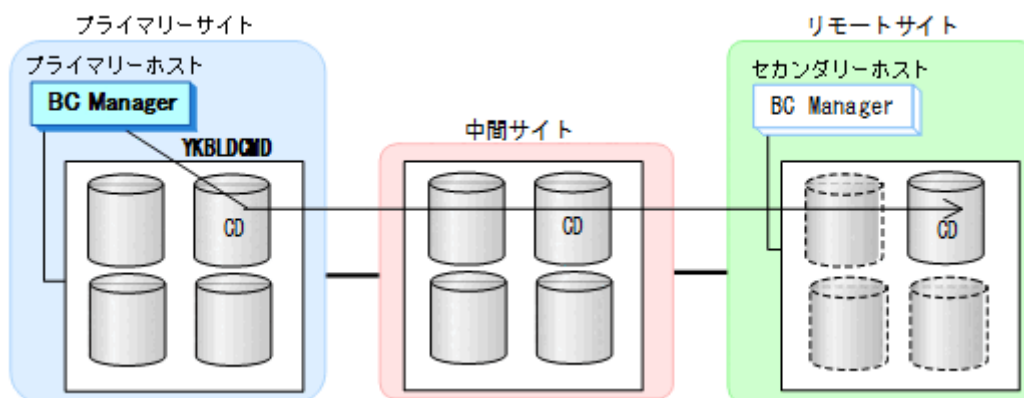 プライマリーサイト
プライマリーホスト
BC Manager
YKBLDCMD
CD
中間サイト
CD
リモートサイト
セカンダリーホスト
BC Manager
CD